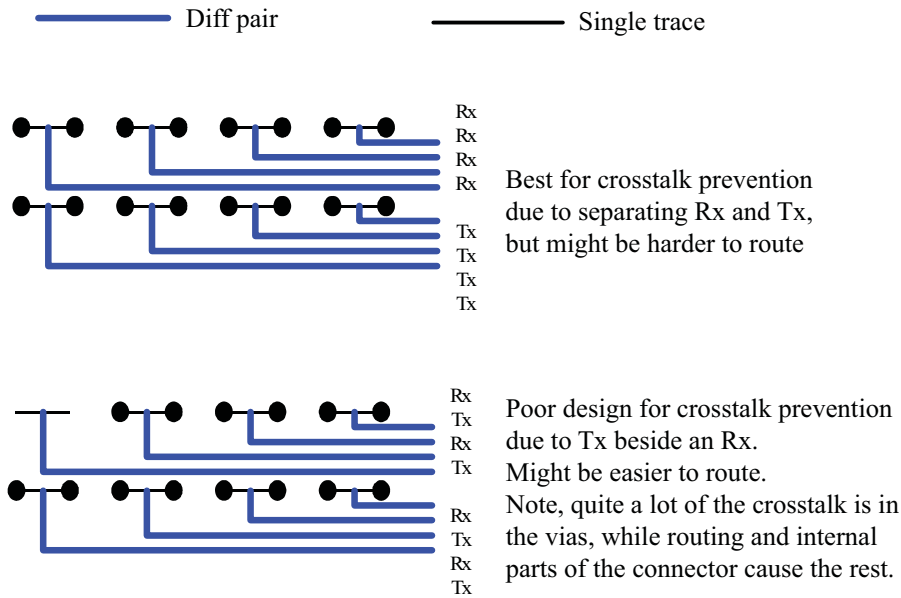 Diff pair
Single trace
Rx
Rx
Rx
Rx
Best for crosstalk prevention
due to separating Rx and Tx,
but might be harder to route
Tx
Tx
Tx
Tx
Rx
Tx
Rx
Tx
Poor design for crosstalk prevention
due to Tx beside an Rx.
Might be easier to route.
Note, quite a lot of the crosstalk is in
the vias, while routing and internal
parts of the connector cause the rest.
Rx
Tx
Rx
Tx